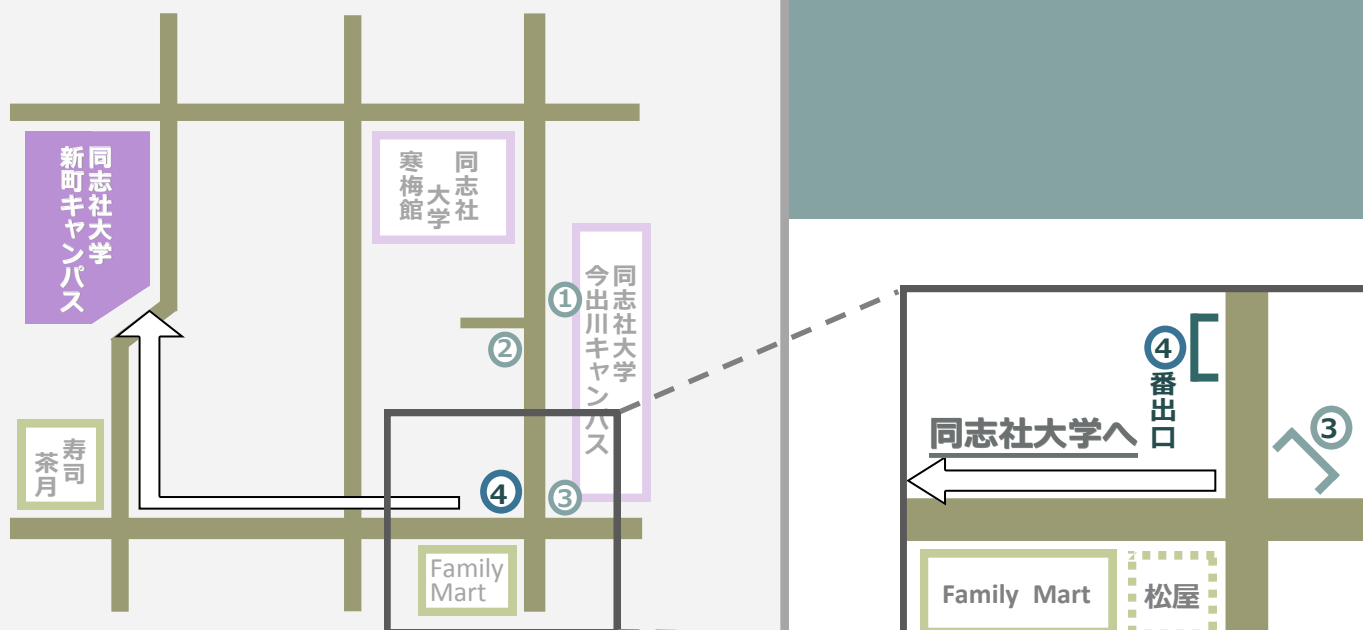 同志社大学
新町キャンパス
同志社
大学
寒梅館
同志社大学
今出川キャンパス
①
②
③
④
寿司
茶月
Family
Mart
④番出口
③
同志社大学へ
Family Mart
松屋